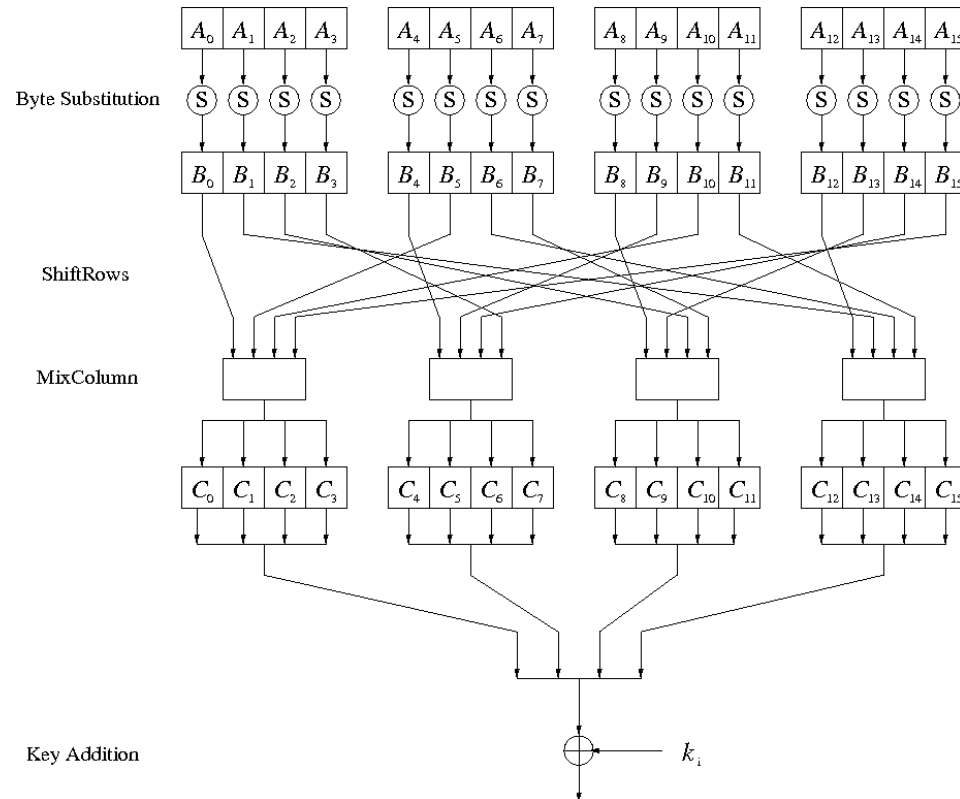 A₀ A₁ A₂ A₃ A₄ A₅ A₆ A₇ A₈ A₉ A₁₀ A₁₁ A₁₂ A₁₃ A₁₄ A₁₅
Byte Substitution S S S S S S S S S S S S S S S S
B₀ B₁ B₂ B₃ B₄ B₅ B₆ B₇ B₈ B₉ B₁₀ B₁₁ B₁₂ B₁₃ B₁₄ B₁₅
ShiftRows
MixColumn
C₀ C₁ C₂ C₃ C₄ C₅ C₆ C₇ C₈ C₉ C₁₀ C₁₁ C₁₂ C₁₃ C₁₄ C₁₅
Key Addition kᵢ